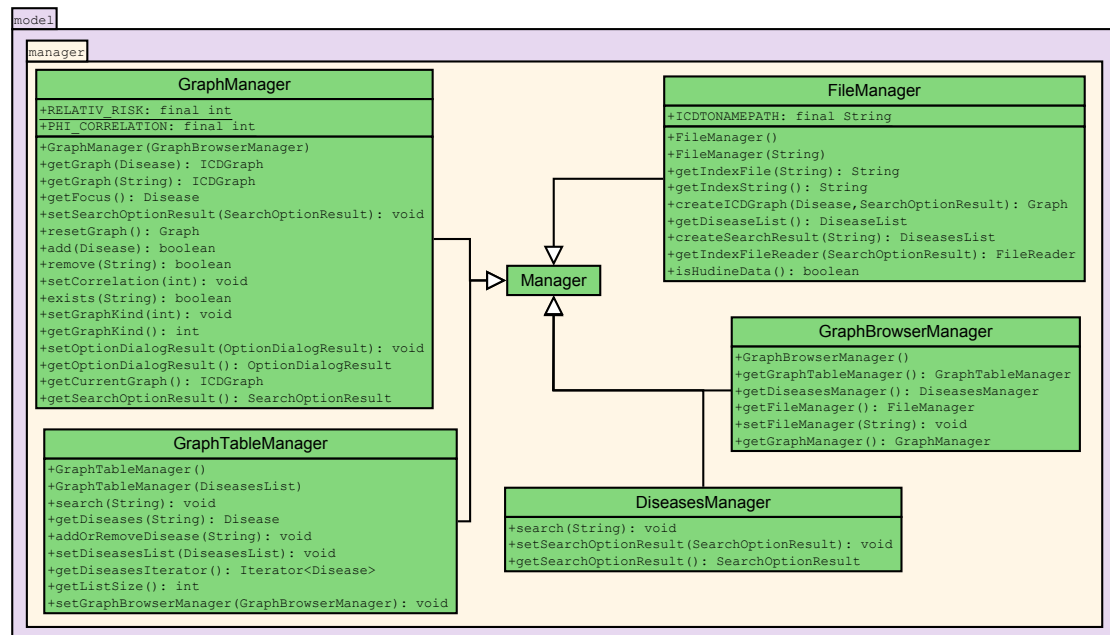 model
manager
GraphManager
+RELATIV_RISK: final int
+PHI_CORRELATION: final int
+GraphManager(GraphBrowserManager)
+getGraph(Disease): ICDGraph
+getGraph(String): ICDGraph
+getFocus(): Disease
+setSearchOptionResult(SearchOptionResult): void
+resetGraph(): Graph
+add(Disease): boolean
+remove(String): boolean
+setCorrelation(int): void
+exists(String): boolean
+setGraphKind(int): void
+getGraphKind(): int
+setOptionDialogResult(OptionDialogResult): void
+getOptionDialogResult(): OptionDialogResult
+getCurrentGraph(): ICDGraph
+getSearchOptionResult(): SearchOptionResult
FileManager
+ICDTONAMEPATH: final String
+FileManager()
+FileManager(String)
+getIndexFile(String): String
+getIndexString(): String
+createICDGraph(Disease,SearchOptionResult): Graph
+getDiseaseList(): DiseaseList
+createSearchResult(String): DiseasesList
+getIndexFileReader(SearchOptionResult): FileReader
+isHudineData(): boolean
Manager
GraphBrowserManager
+GraphBrowserManager()
+getGraphTableManager(): GraphTableManager
+getDiseasesManager(): DiseasesManager
+getFileManager(): FileManager
+setFileManager(String): void
+getGraphManager(): GraphManager
GraphTableManager
+GraphTableManager()
+GraphTableManager(DiseasesList)
+search(String): void
+getDiseases(String): Disease
+addOrRemoveDisease(String): void
+setDiseasesList(DiseasesList): void
+getDiseasesIterator(): Iterator<Disease>
+getListSize(): int
+setGraphBrowserManager(GraphBrowserManager): void
DiseasesManager
+search(String): void
+setSearchOptionResult(SearchOptionResult): void
+getSearchOptionResult(): SearchOptionResult